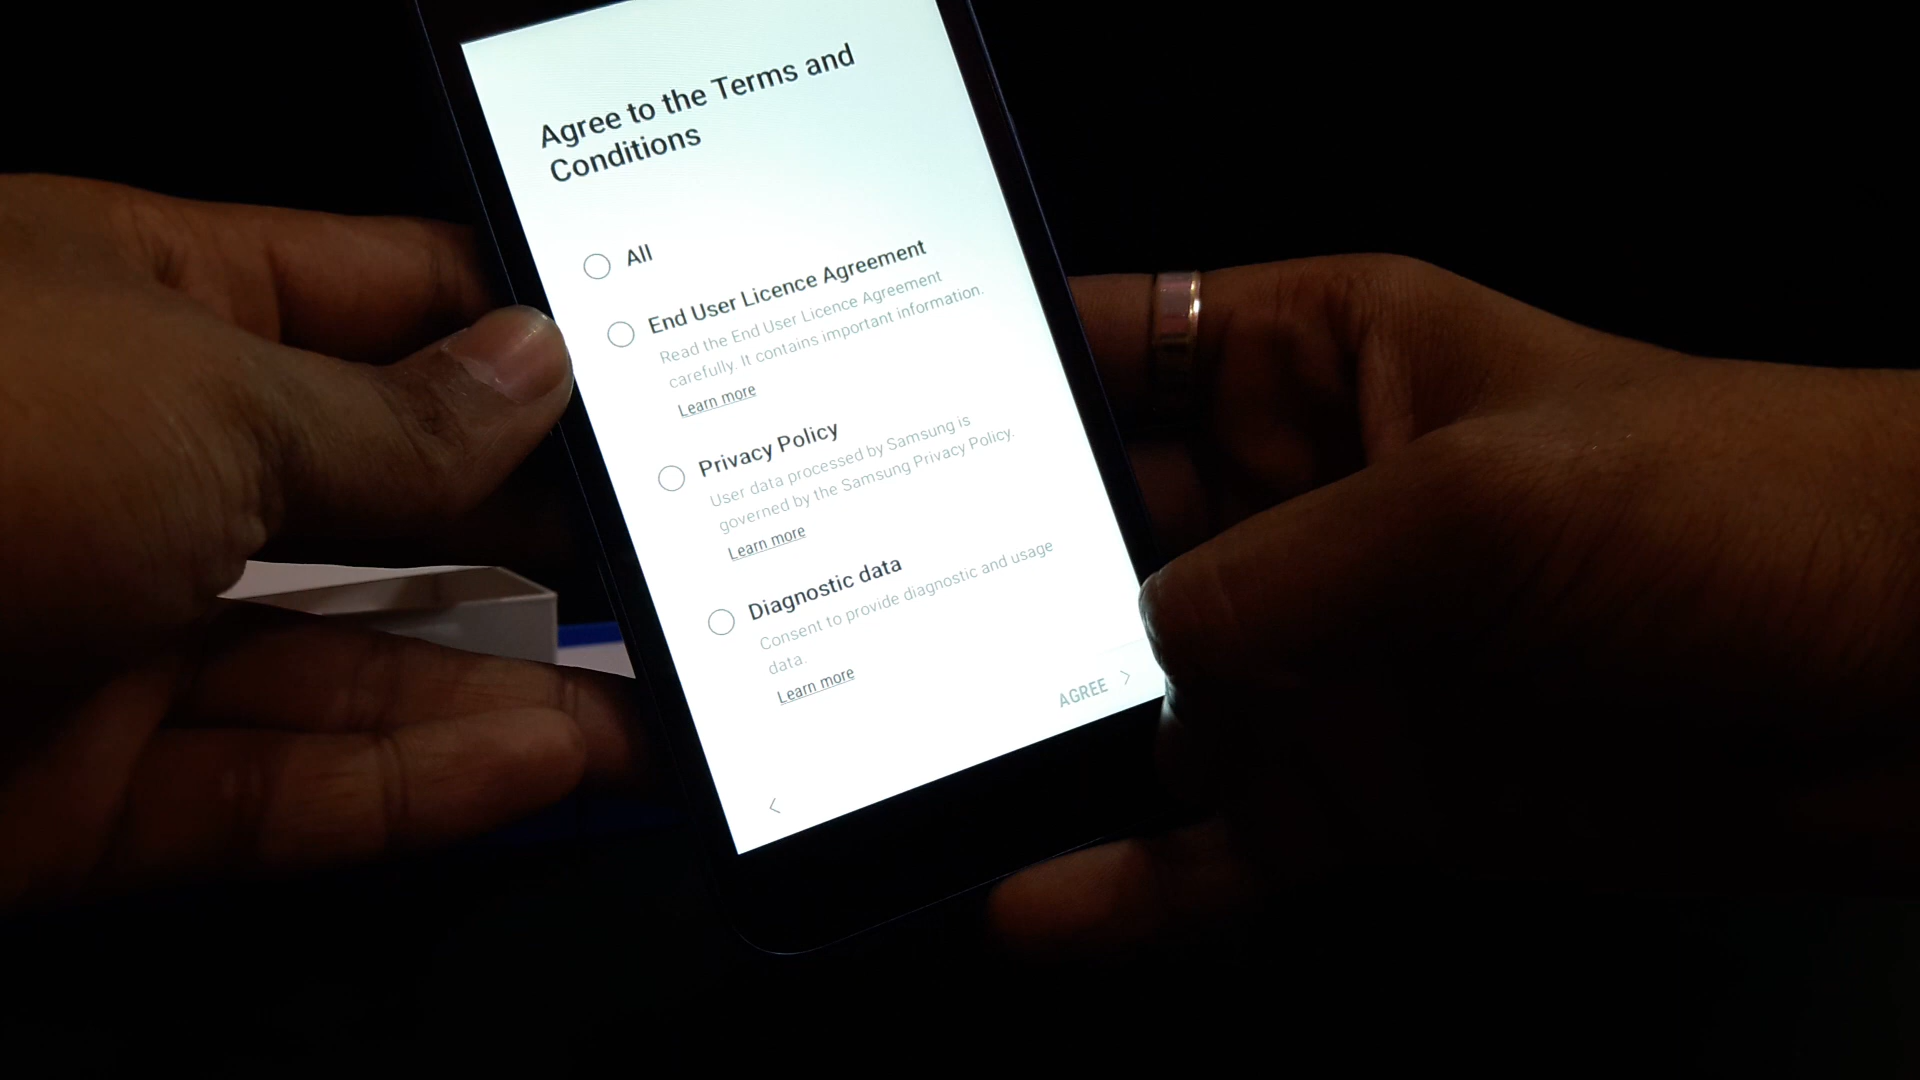 Agree to the Terms and
Conditions
All
End User Licence Agreement
Read the End User Licence Agreement
carefully. It contains important information.
Learn more
Privacy Policy
User data processed by Samsung is
governed by the Samsung Privacy Policy.
Learn more
Diagnostic data
Consent to provide diagnostic and usage
data.
Learn more
AGREE